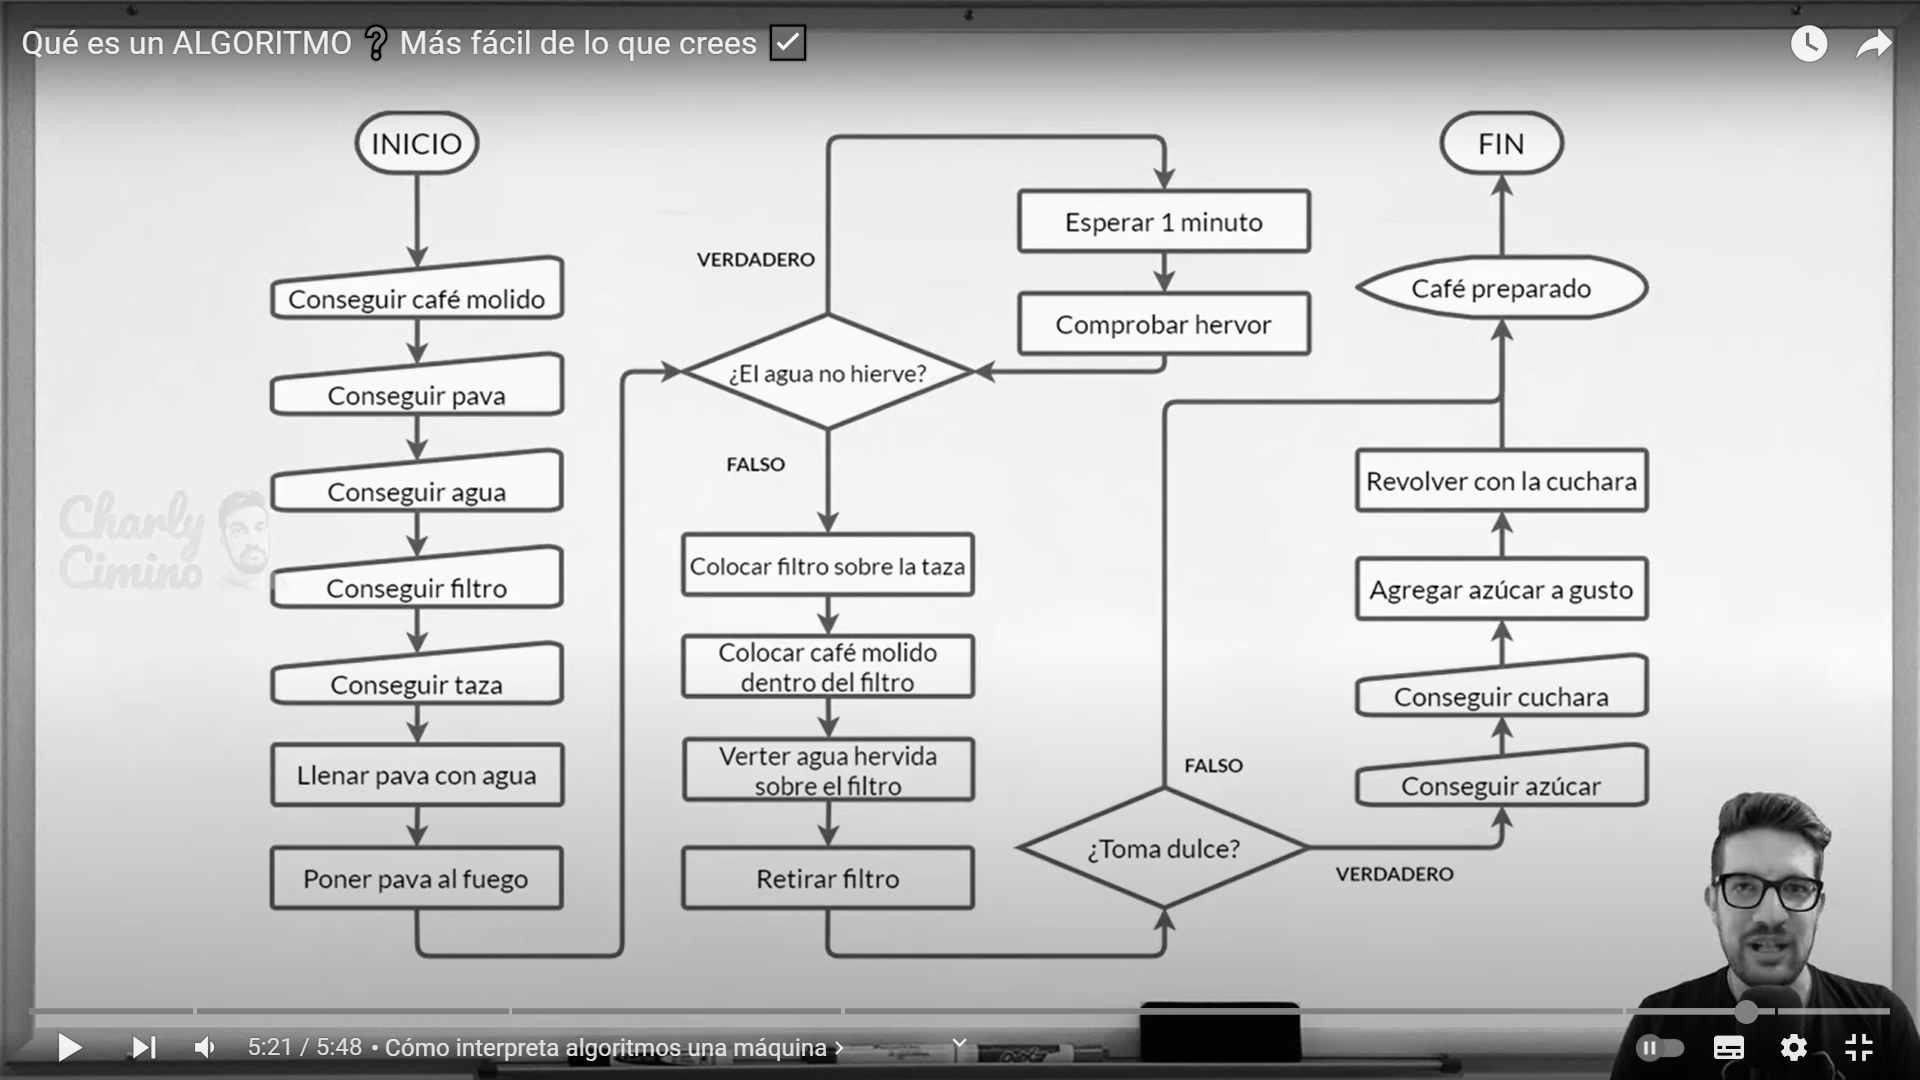 Qué es un ALGORITMO❔ Más fácil de lo que crees ☑
INICIO
Conseguir café molido
Conseguir pava
Conseguir agua
Conseguir filtro
Conseguir taza
Llenar pava con agua
Poner pava al fuego
VERDADERO
¿El agua no hierve?
FALSO
Esperar 1 minuto
Comprobar hervor
Colocar filtro sobre la taza
Colocar café molido
dentro del filtro
Verter agua hervida
sobre el filtro
Retirar filtro
FALSO
¿Toma dulce?
VERDADERO
Conseguir azúcar
Conseguir cuchara
Agregar azúcar a gusto
Revolver con la cuchara
Café preparado
FIN
Charly
Cimino
5:21 / 5:48 • Cómo interpreta algoritmos una máquina ›